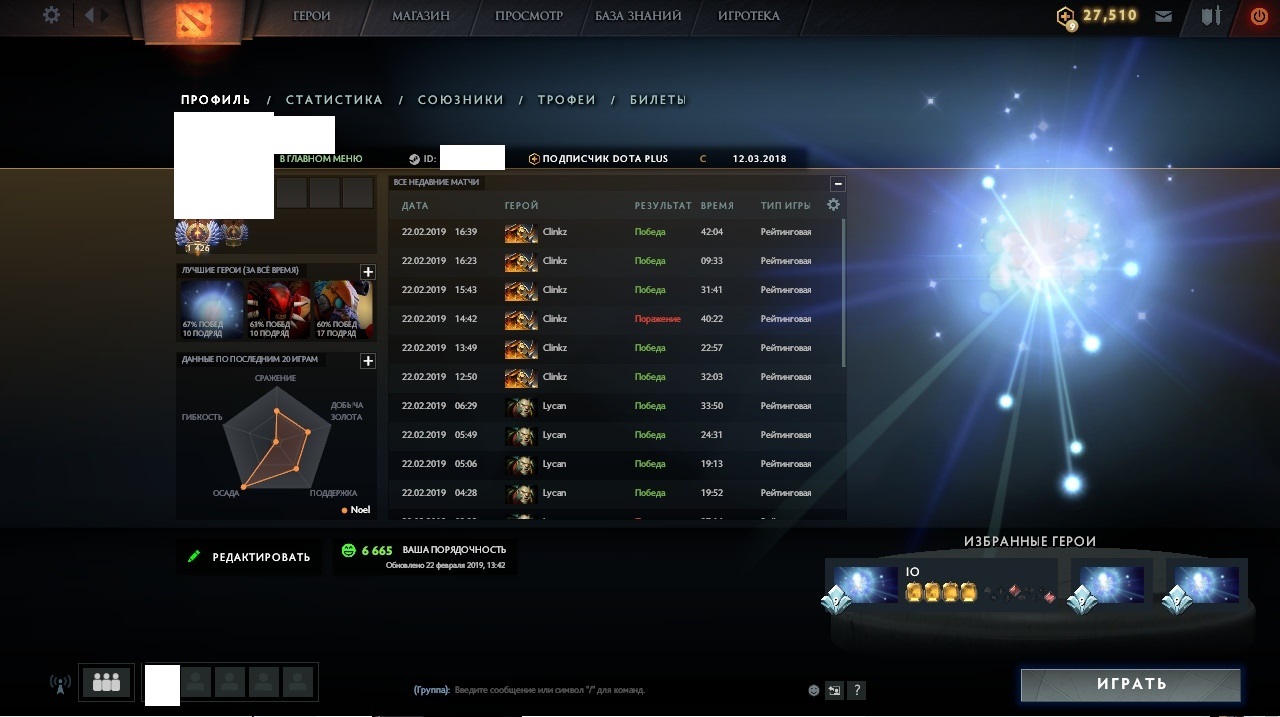 ГЕРОИ МАГАЗИН ПРОСМОТР БАЗА ЗНАНИЙ ИГРОТЕКА 9 27,510
ПРОФИЛЬ / СТАТИСТИКА / СОЮЗНИКИ / ТРОФЕИ / БИЛЕТЫ
В ГЛАВНОМ МЕНЮ ID: ПОДПИСЧИК DOTA PLUS С 12.03.2018
1 426
ЛУЧШИЕ ГЕРОИ (ЗА ВСЁ ВРЕМЯ)
67% ПОБЕД 63% ПОБЕД 60% ПОБЕД
10 ПОДРЯД 10 ПОДРЯД 17 ПОДРЯД
ДАННЫЕ ПО ПОСЛЕДНИМ 20 ИГРАМ
СРАЖЕНИЕ
ДОБЫЧА
ЗОЛОТА
ГИБКОСТЬ
ОСАДА ПОДДЕРЖКА
Noel
ВСЕ НЕДАВНИЕ МАТЧИ
ДАТА ГЕРОЙ РЕЗУЛЬТАТ ВРЕМЯ ТИП ИГРЫ
22.02.2019 16:39 Clinkz Победа 42:04 Рейтинговая
22.02.2019 16:23 Clinkz Победа 09:33 Рейтинговая
22.02.2019 15:43 Clinkz Победа 31:41 Рейтинговая
22.02.2019 14:42 Clinkz Поражение 40:22 Рейтинговая
22.02.2019 13:49 Clinkz Победа 22:57 Рейтинговая
22.02.2019 12:50 Clinkz Победа 32:03 Рейтинговая
22.02.2019 06:29 Lycan Победа 33:50 Рейтинговая
22.02.2019 05:49 Lycan Победа 24:31 Рейтинговая
22.02.2019 05:06 Lycan Победа 19:13 Рейтинговая
22.02.2019 04:28 Lycan Победа 19:52 Рейтинговая
РЕДАКТИРОВАТЬ
6 665 ВАША ПОРЯДОЧНОСТЬ
Обновлено 22 февраля 2019, 13:42
ИЗБРАННЫЕ ГЕРОИ
IO
(Группа): Введите сообщение или символ "/" для команд.
?
ИГРАТЬ